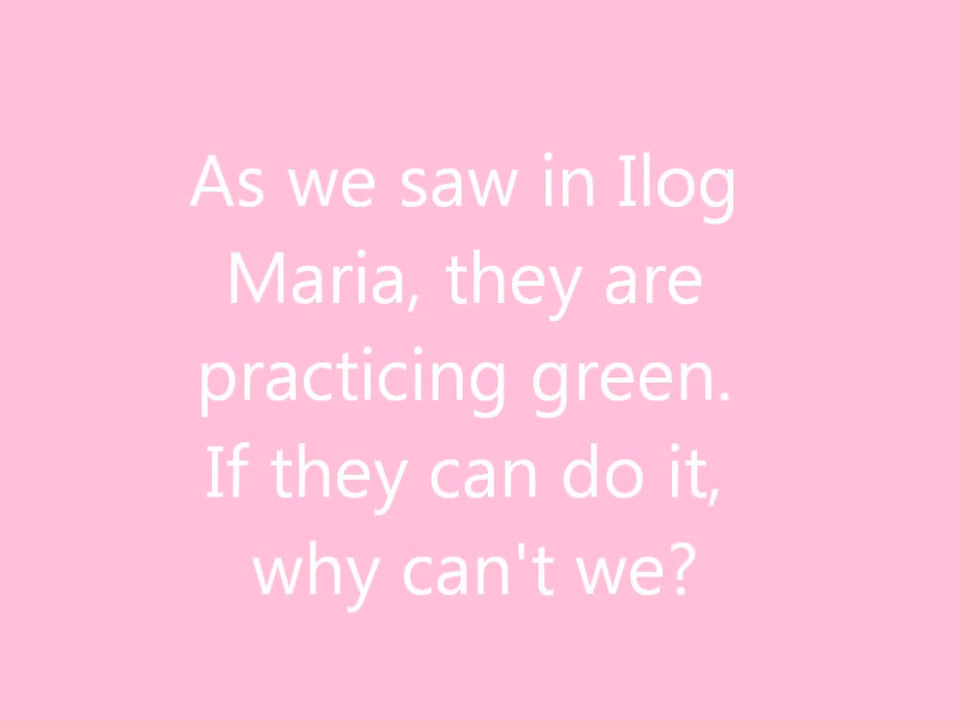 As we saw in Ilog
Maria, they are
practicing green.
If they can do it,
why can't we?